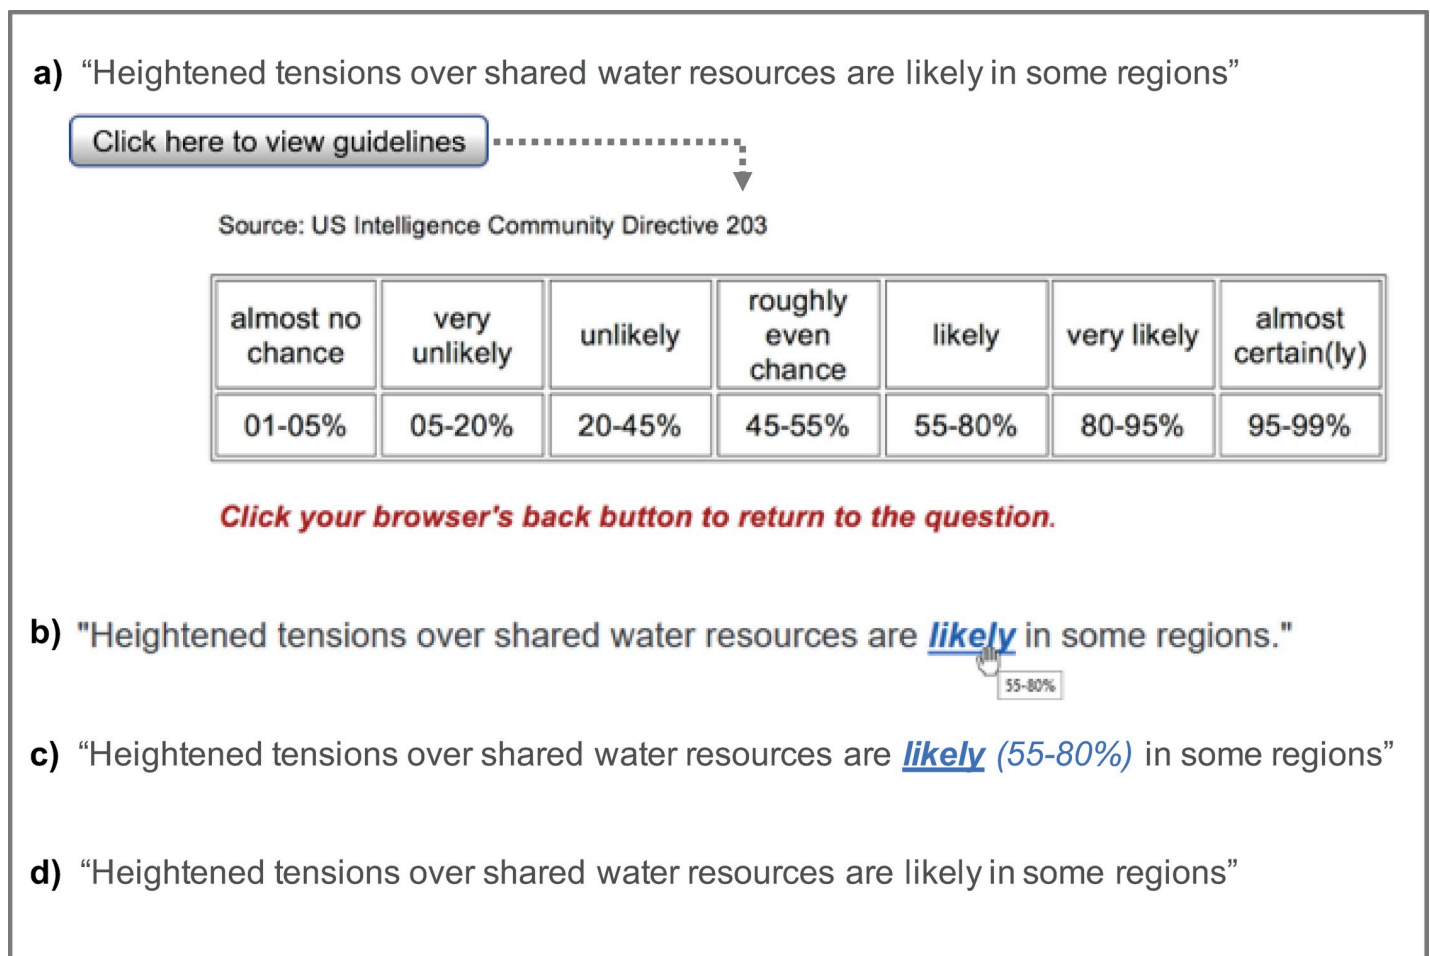 a) “Heightened tensions over shared water resources are likely in some regions”
Click here to view guidelines
Source: US Intelligence Community Directive 203
almost no chance | very unlikely | unlikely | roughly even chance | likely | very likely | almost certain(ly)
01-05% | 05-20% | 20-45% | 45-55% | 55-80% | 80-95% | 95-99%
Click your browser's back button to return to the question.
b) "Heightened tensions over shared water resources are likely in some regions."
55-80%
c) “Heightened tensions over shared water resources are likely (55-80%) in some regions”
d) “Heightened tensions over shared water resources are likely in some regions”